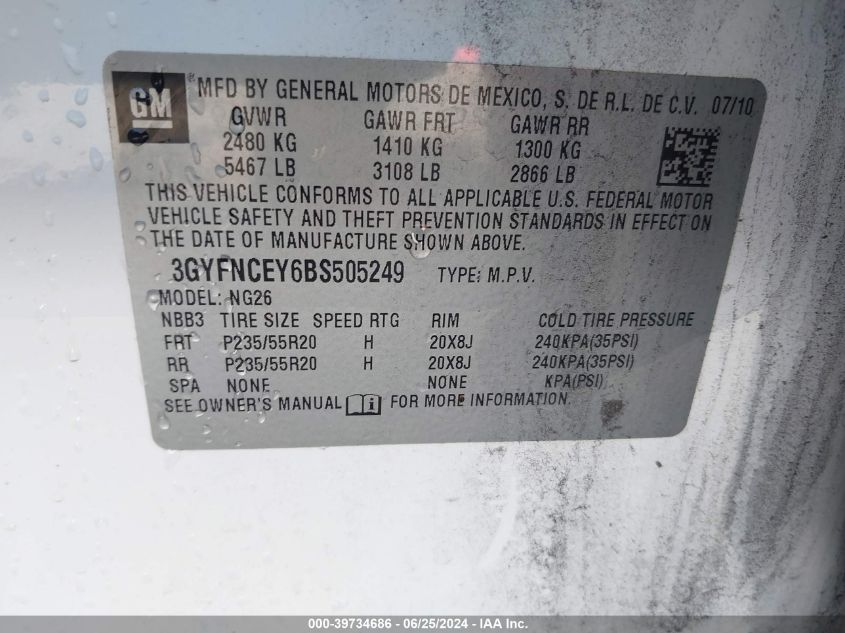 GM
MFD BY GENERAL MOTORS DE MEXICO, S. DE R.L. DE C.V. 07/10
GVWR GAWR FRT GAWR RR
2480 KG 1410 KG 1300 KG
5467 LB 3108 LB 2866 LB
THIS VEHICLE CONFORMS TO ALL APPLICABLE U.S. FEDERAL MOTOR
VEHICLE SAFETY AND THEFT PREVENTION STANDARDS IN EFFECT ON
THE DATE OF MANUFACTURE SHOWN ABOVE.
3GYFNCEY6BS505249 TYPE: M.P.V.
MODEL: NG26
NBB3 TIRE SIZE SPEED RTG RIM COLD TIRE PRESSURE
FRT P235/55R20 H 20X8J 240KPA(35PSI)
RR P235/55R20 H 20X8J 240KPA(35PSI)
SPA NONE NONE KPA(PSI)
SEE OWNER'S MANUAL FOR MORE INFORMATION.
000-39734686 - 06/25/2024 - IAA Inc.